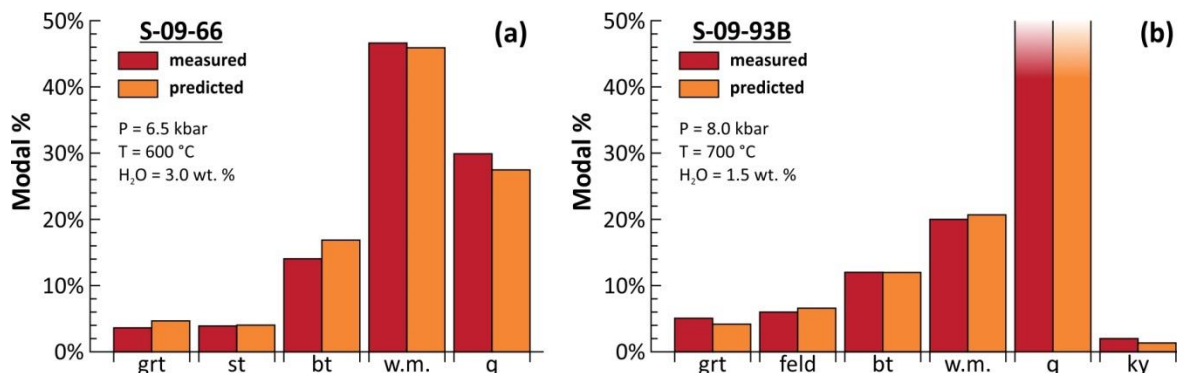 S-09-66
(a)
measured
predicted
P = 6.5 kbar
T = 600 °C
H₂O = 3.0 wt. %
Modal %
50%
40%
30%
20%
10%
0%
grt st bt w.m. q
S-09-93B
(b)
measured
predicted
P = 8.0 kbar
T = 700 °C
H₂O = 1.5 wt. %
Modal %
50%
40%
30%
20%
10%
0%
grt feld bt w.m. q ky